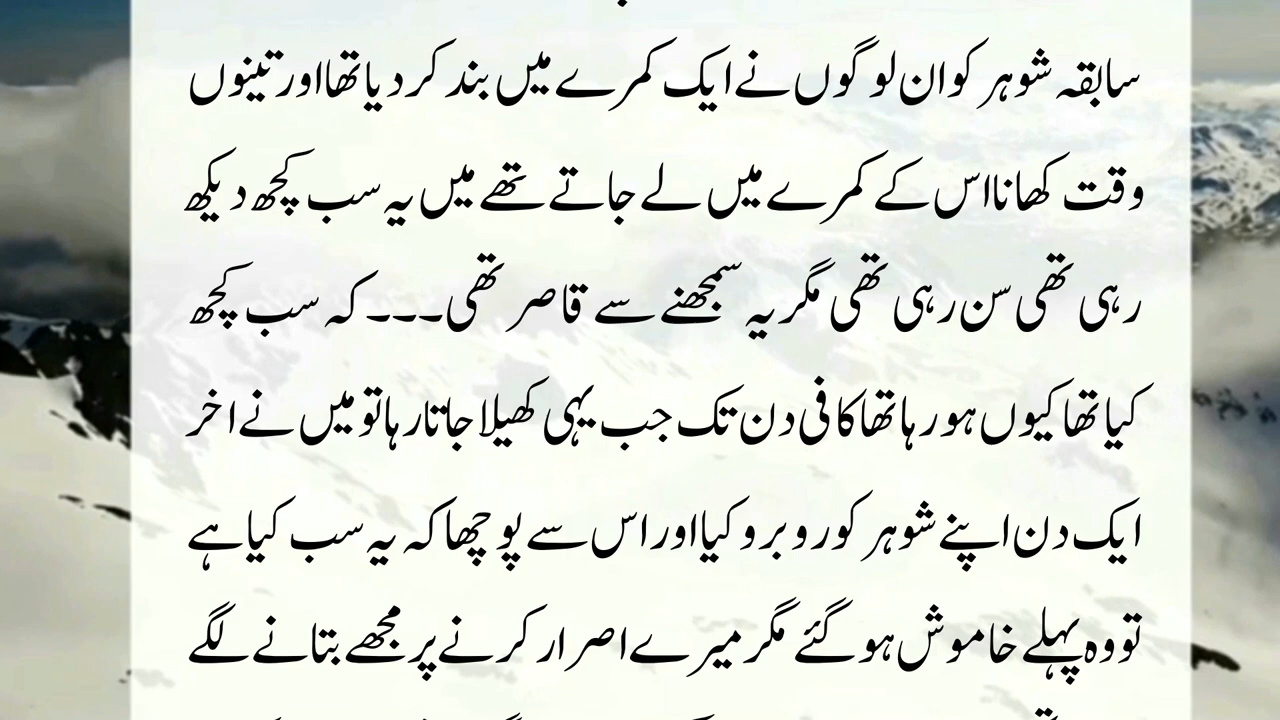 سابقہ شوہر کو ان لوگوں نے ایک کمرے میں بند کر دیا تھا اور تینوں
وقت کھانا اس کے کمرے میں لے جاتے تھے میں یہ سب کچھ دیکھ
رہی تھی سن رہی تھی مگر یہ سمجھنے سے قاصر تھی۔۔۔ کہ سب کچھ
کیا تھا کیوں ہو رہا تھا کافی دن تک جب یہی کھیلا جاتا رہا تو میں نے اخر
ایک دن اپنے شوہر کو روبرو کیا اور اس سے پوچھا کہ یہ سب کیا ہے
تو وہ پہلے خاموش ہو گئے مگر میرے اصرار کرنے پر مجھے بتانے لگے